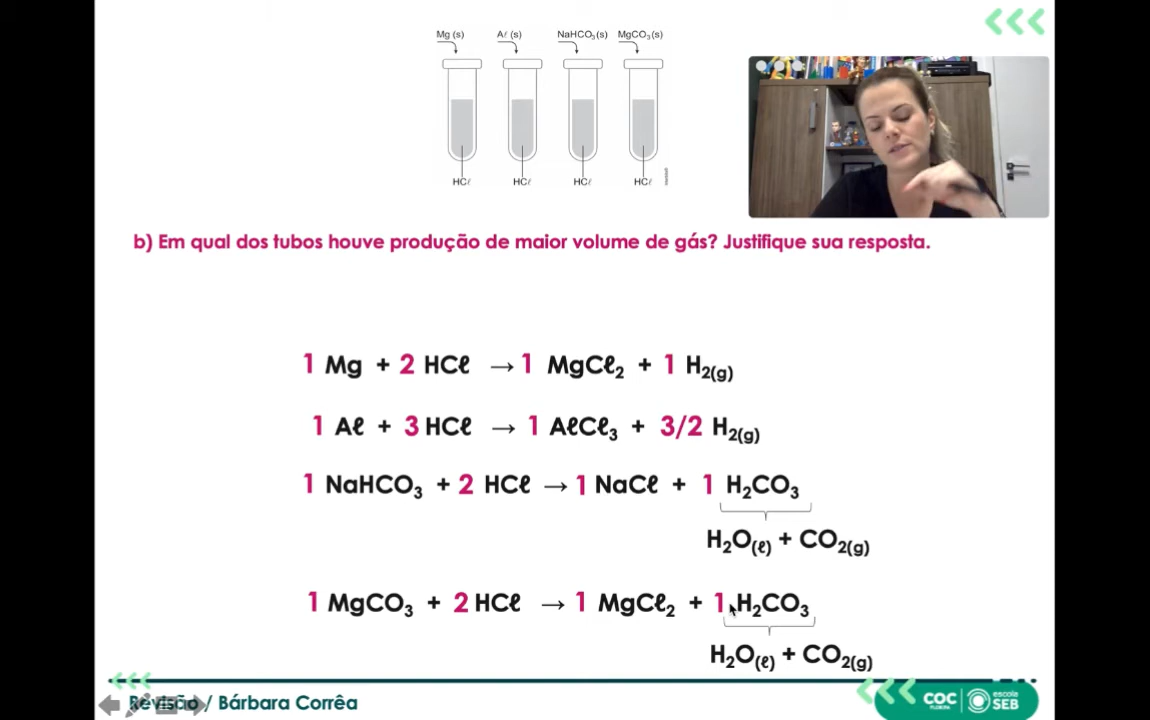 Mg (s) Aℓ (s) NaHCO₃(s) MgCO₃(s)
HCℓ HCℓ HCℓ HCℓ
b) Em qual dos tubos houve produção de maior volume de gás? Justifique sua resposta.
1 Mg + 2 HCℓ → 1 MgCℓ₂ + 1 H₂(g)
1 Aℓ + 3 HCℓ → 1 AℓCℓ₃ + 3/2 H₂(g)
1 NaHCO₃ + 2 HCℓ → 1 NaCℓ + 1 H₂CO₃
H₂O(ℓ) + CO₂(g)
1 MgCO₃ + 2 HCℓ → 1 MgCℓ₂ + 1 H₂CO₃
H₂O(ℓ) + CO₂(g)
Revisão / Bárbara Corrêa
COC
escola
SEB